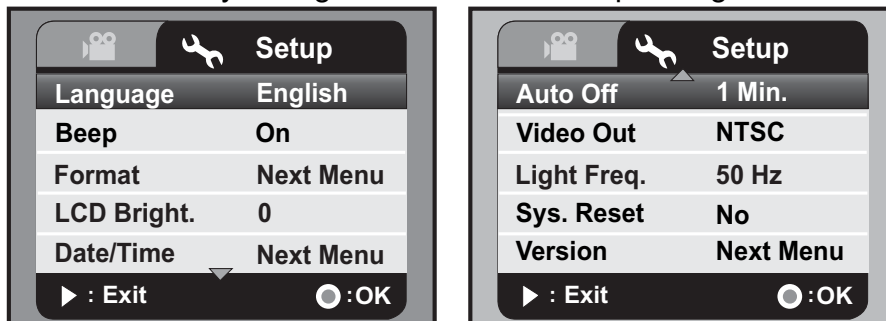 Setup
Language English
Beep On
Format Next Menu
LCD Bright. 0
Date/Time Next Menu
: Exit :OK
Setup
Auto Off 1 Min.
Video Out NTSC
Light Freq. 50 Hz
Sys. Reset No
Version Next Menu
: Exit :OK